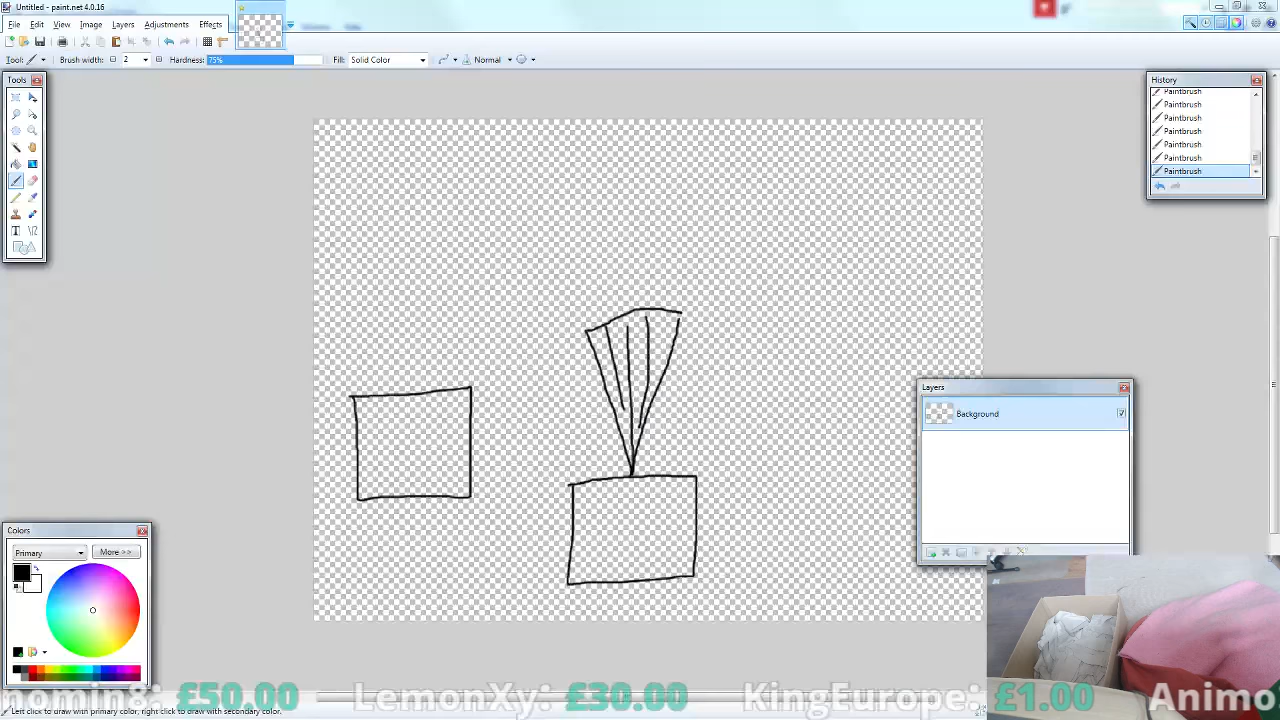 Untitled - paint.net 4.0.16
File Edit View Image Layers Adjustments Effects
Tool: Brush width: 2 Hardness: 75% Fill: Solid Color Normal
Tools
History
Paintbrush
Paintbrush
Paintbrush
Paintbrush
Paintbrush
Paintbrush
Paintbrush
Layers
Background
Colors
Primary More >>
nomin8: £50.00 LemonXy: £30.00 KingEurope: £1.00 Animo
Left click to draw with primary color, right click to draw with secondary color.